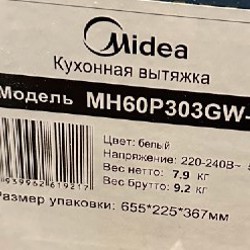 Midea
Кухонная вытяжка
Модель MH60P303GW-
Цвет: белый
Напряжение: 220-240В~
Вес нетто: 7.9 кг
Вес брутто: 9.2 кг
939962619217
Размер упаковки: 655*225*367мм